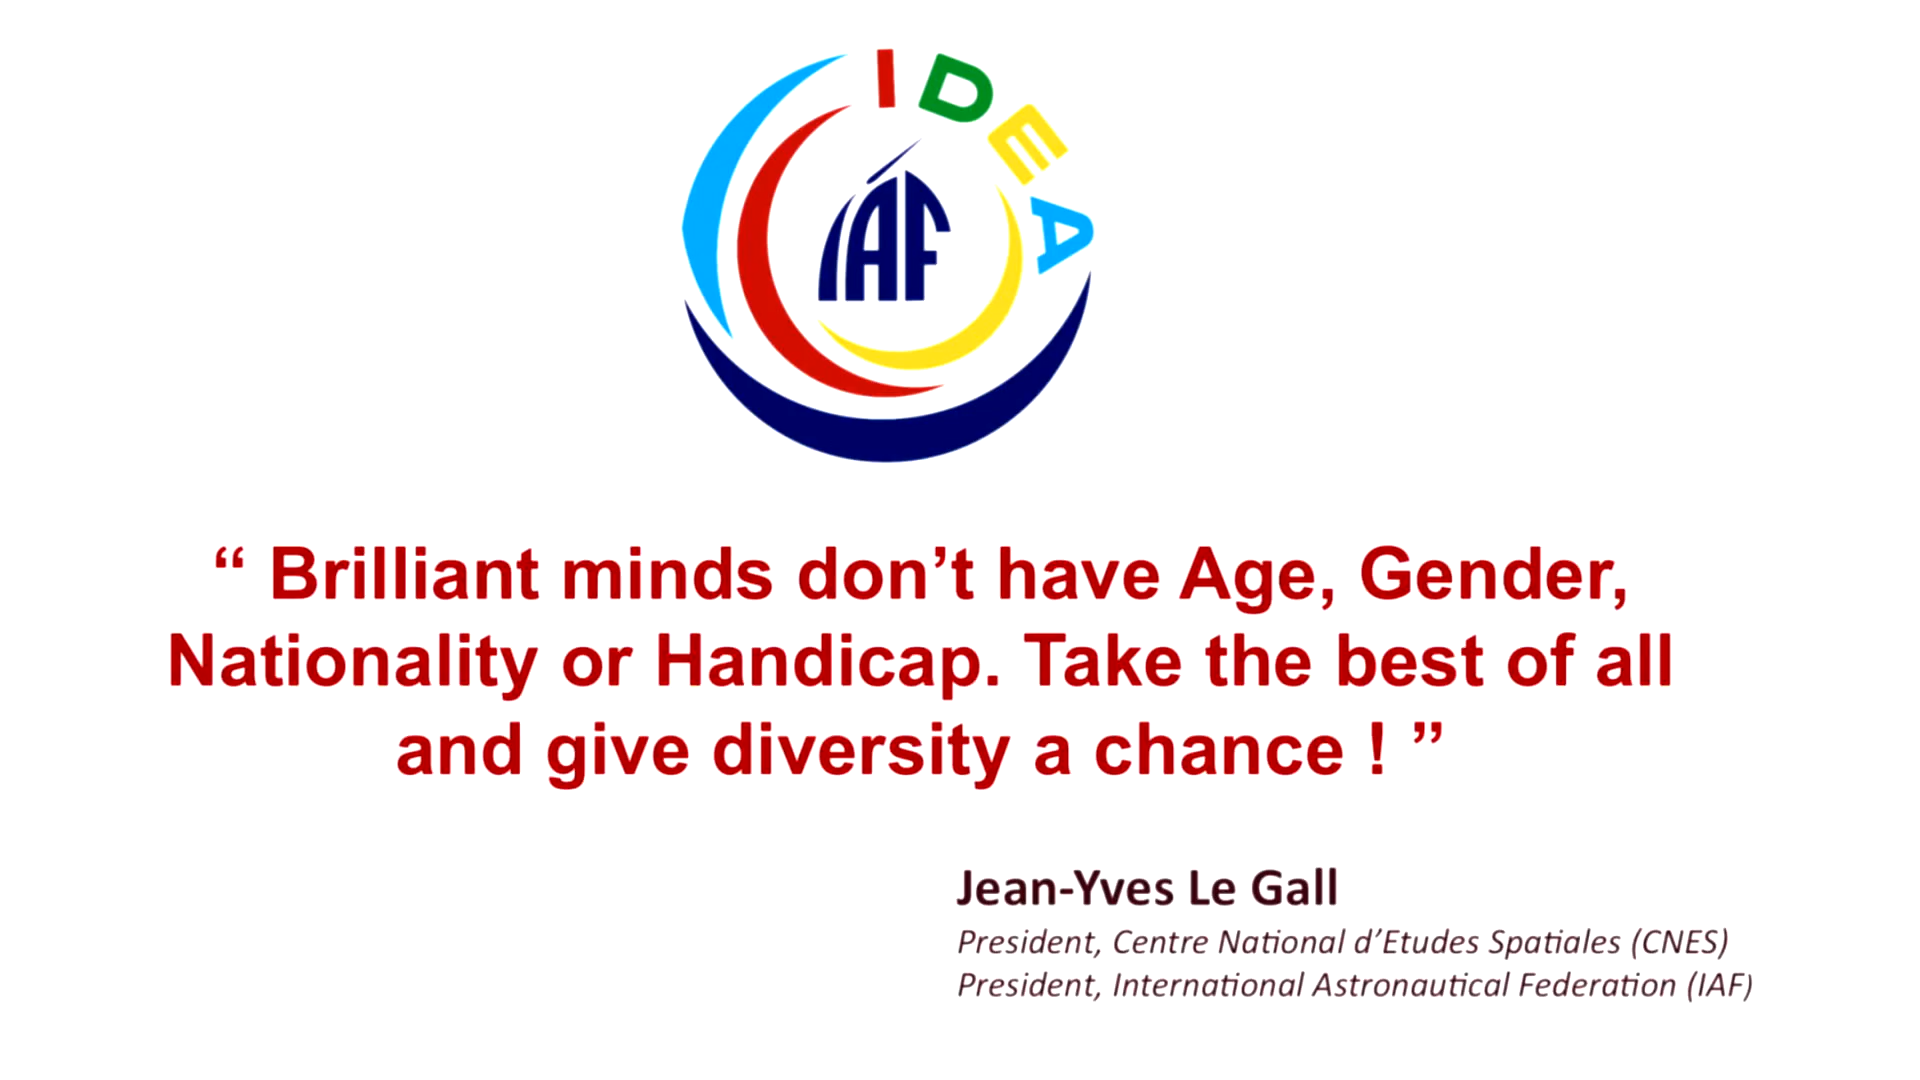 IDEA
IAF
“ Brilliant minds don’t have Age, Gender,
Nationality or Handicap. Take the best of all
and give diversity a chance ! ”
Jean-Yves Le Gall
President, Centre National d’Etudes Spatiales (CNES)
President, International Astronautical Federation (IAF)